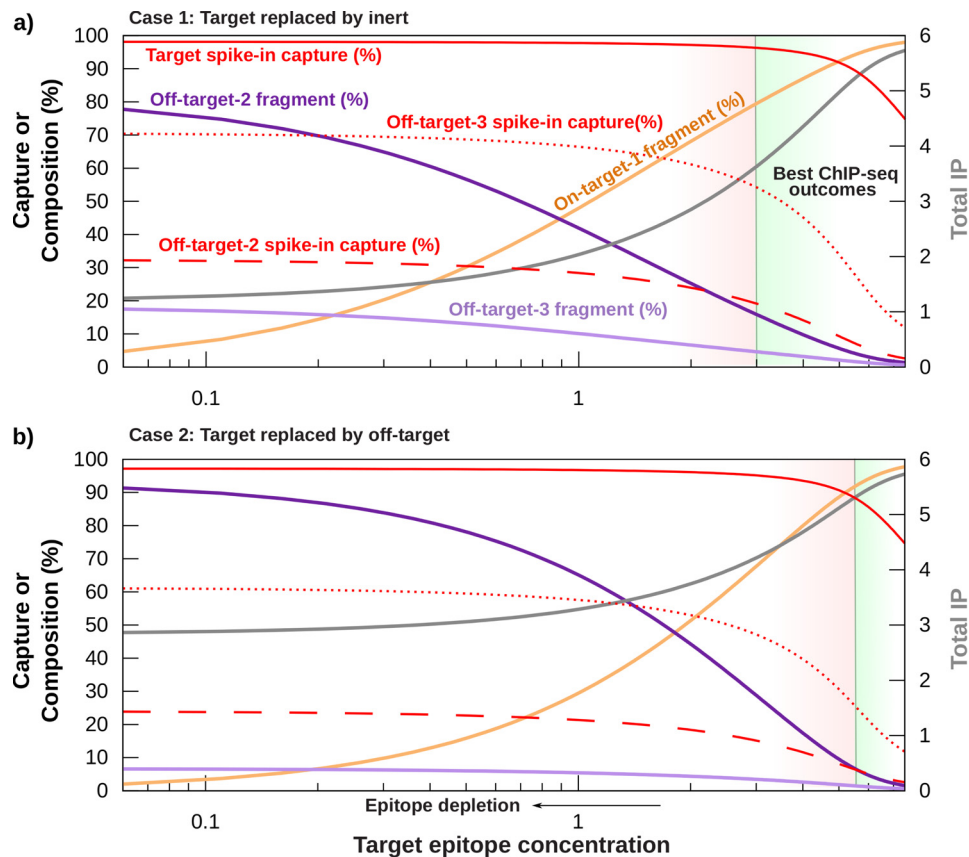 a)
Case 1: Target replaced by inert
100
90
80
70
60
50
40
30
20
10
0
Capture or
Composition (%)
Target spike-in capture (%)
Off-target-2 fragment (%)
Off-target-3 spike-in capture(%)
On-target-1 fragment (%)
Best ChIP-seq
outcomes
Off-target-2 spike-in capture (%)
Off-target-3 fragment (%)
6
5
4
3
2
1
0
Total IP
0.1
1
b)
Case 2: Target replaced by off-target
100
90
80
70
60
50
40
30
20
10
0
Capture or
Composition (%)
6
5
4
3
2
1
0
Total IP
Epitope depletion
0.1
1
Target epitope concentration